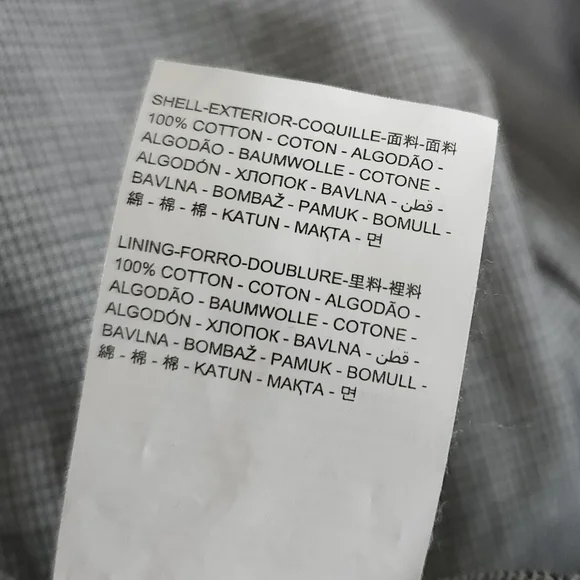 SHELL-EXTERIOR-COQUILLE-面料-面料
100% COTTON - COTON - ALGODÃO -
ALGODÃO - BAUMWOLLE - COTONE -
ALGODÓN - ХЛОПОК - BAVLNA - قطن -
BAVLNA - BOMBAŽ - PAMUK - BOMULL -
綿 - 棉 - 棉 - KATUN - МАҚТА - 면
LINING-FORRO-DOUBLURE-里料-裡料
100% COTTON - COTON - ALGODÃO -
ALGODÃO - BAUMWOLLE - COTONE -
ALGODÓN - ХЛОПОК - BAVLNA - قطن -
BAVLNA - BOMBAŽ - PAMUK - BOMULL -
綿 - 棉 - 棉 - KATUN - МАҚТА - 면